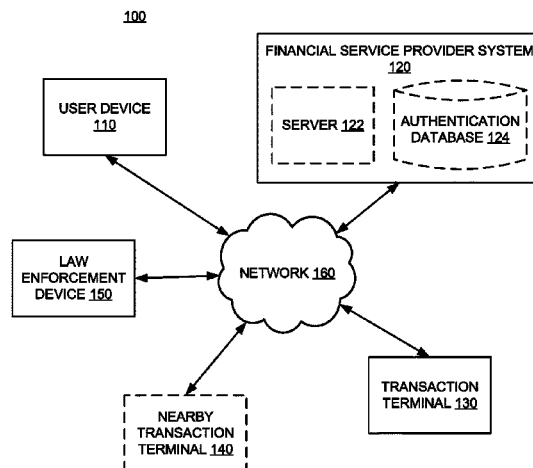 100
FINANCIAL SERVICE PROVIDER SYSTEM
120
USER DEVICE
110
SERVER 122
AUTHENTICATION
DATABASE 124
LAW
ENFORCEMENT
DEVICE 150
NETWORK 160
NEARBY
TRANSACTION
TERMINAL 140
TRANSACTION
TERMINAL 130